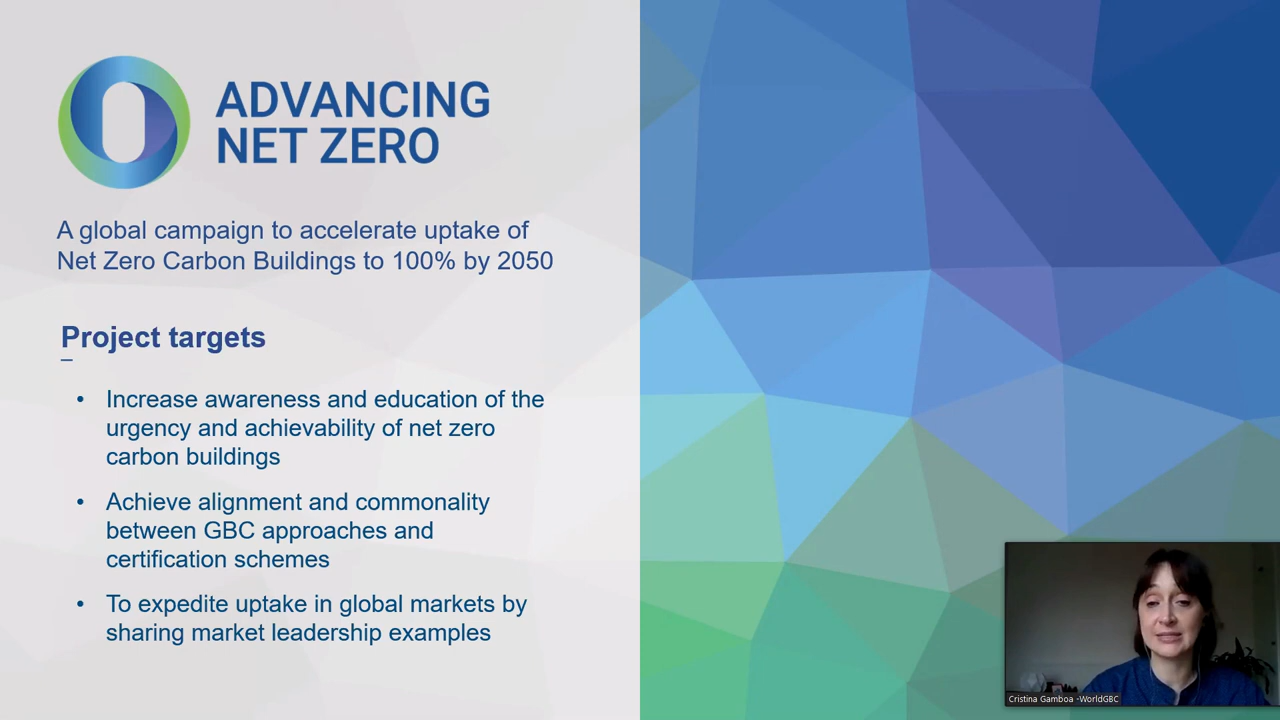 ADVANCING
NET ZERO
A global campaign to accelerate uptake of
Net Zero Carbon Buildings to 100% by 2050
Project targets
• Increase awareness and education of the
urgency and achievability of net zero
carbon buildings
• Achieve alignment and commonality
between GBC approaches and
certification schemes
• To expedite uptake in global markets by
sharing market leadership examples
Cristina Gamboa -WorldGBC